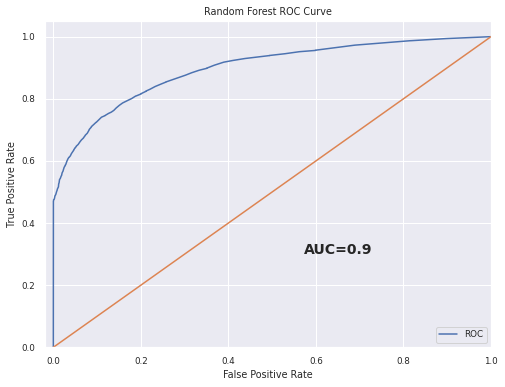 Random Forest ROC Curve
1.0
0.8
0.6
0.4
0.2
0.0
True Positive Rate
AUC=0.9
ROC
0.0 0.2 0.4 0.6 0.8 1.0
False Positive Rate